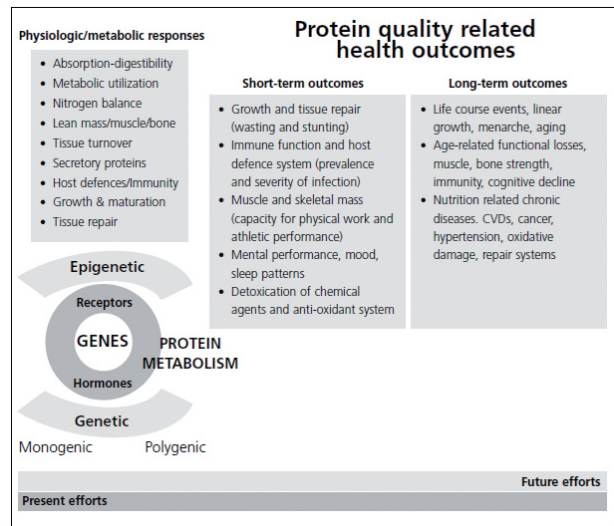 Physiologic/metabolic responses
• Absorption-digestibility
• Metabolic utilization
• Nitrogen balance
• Lean mass/muscle/bone
• Tissue turnover
• Secretory proteins
• Host defences/Immunity
• Growth & maturation
• Tissue repair
Protein quality related
health outcomes
Short-term outcomes
• Growth and tissue repair
(wasting and stunting)
• Immune function and host
defence system (prevalence
and severity of infection)
• Muscle and skeletal mass
(capacity for physical work and
athletic performance)
• Mental performance, mood,
sleep patterns
• Detoxication of chemical
agents and anti-oxidant system
Long-term outcomes
• Life course events, linear
growth, menarche, aging
• Age-related functional losses,
muscle, bone strength,
immunity, cognitive decline
• Nutrition related chronic
diseases. CVDs, cancer,
hypertension, oxidative
damage, repair systems
Epigenetic
Receptors
GENES
PROTEIN
METABOLISM
Hormones
Genetic
Monogenic
Polygenic
Future efforts
Present efforts